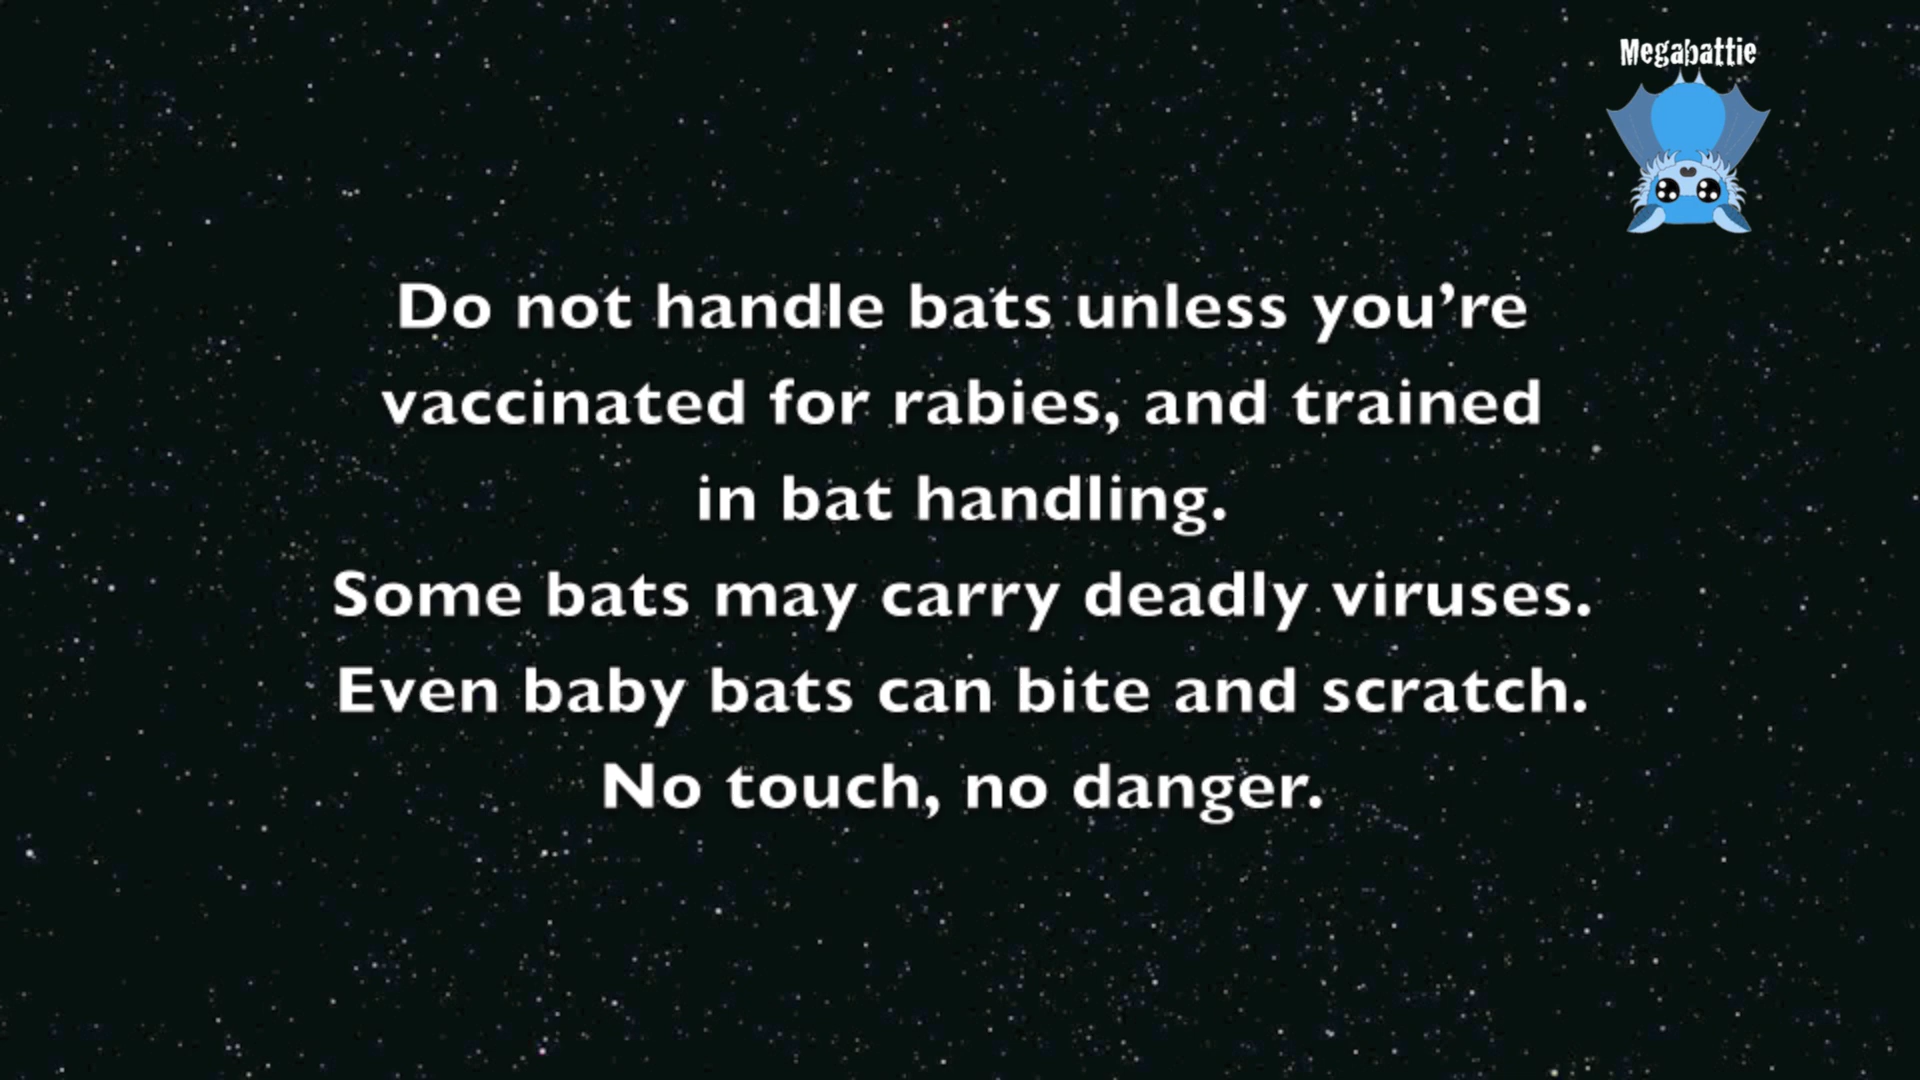 Megabattie
Do not handle bats unless you’re
vaccinated for rabies, and trained
in bat handling.
Some bats may carry deadly viruses.
Even baby bats can bite and scratch.
No touch, no danger.